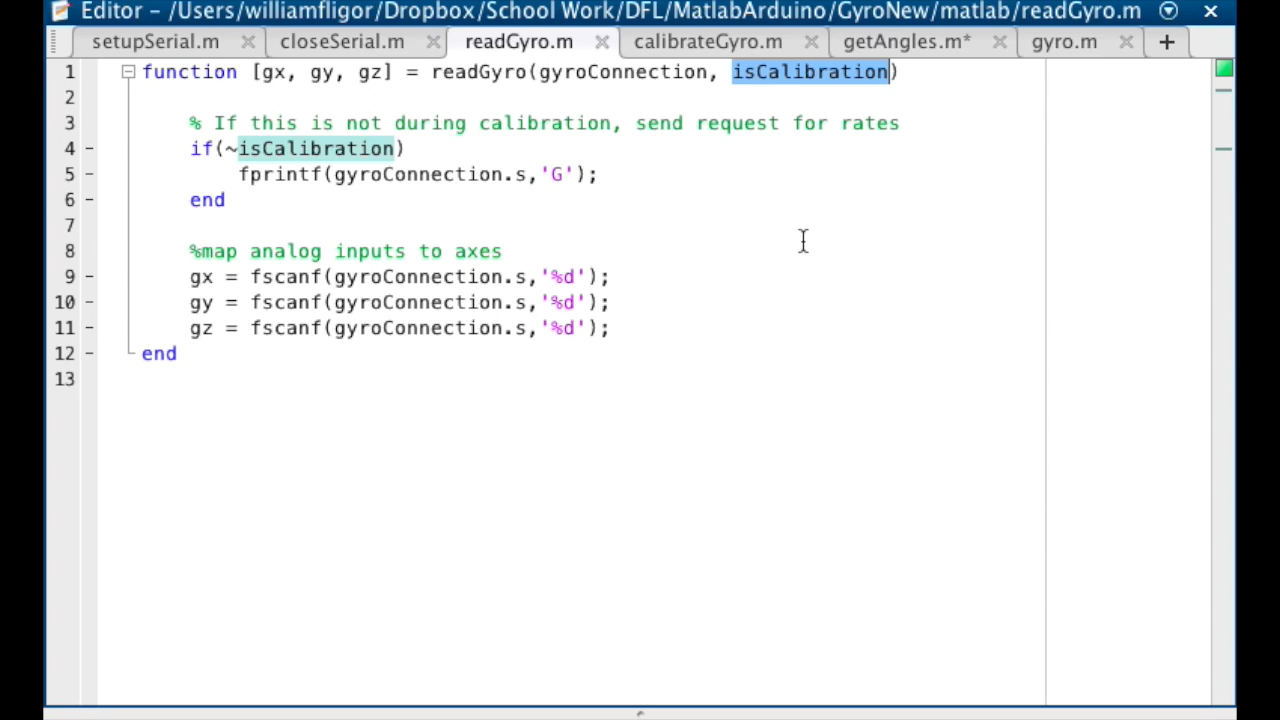 Editor – /Users/williamfligor/Dropbox/School Work/DFL/MatlabArduino/GyroNew/matlab/readGyro.m
setupSerial.m closeSerial.m readGyro.m calibrateGyro.m getAngles.m* gyro.m
1 function [gx, gy, gz] = readGyro(gyroConnection, isCalibration)
2
3 % If this is not during calibration, send request for rates
4 – if(~isCalibration)
5 – fprintf(gyroConnection.s,'G');
6 – end
7
8 %map analog inputs to axes
9 – gx = fscanf(gyroConnection.s,'%d');
10 – gy = fscanf(gyroConnection.s,'%d');
11 – gz = fscanf(gyroConnection.s,'%d');
12 – end
13